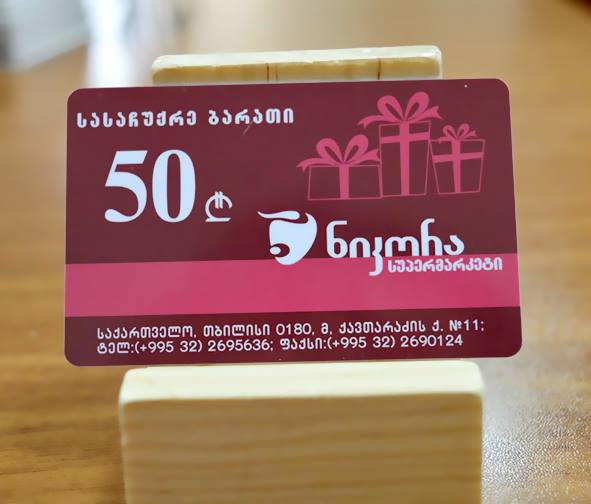 სასაჩუქრე ბარათი
50 ₾
ნიკორა
სუპერმარკეტი
საქართველო, თბილისი 0180, მ. ქავთარაძის ქ. №11;
ტელ:(+995 32) 2695636; ფაქსი:(+995 32) 2690124